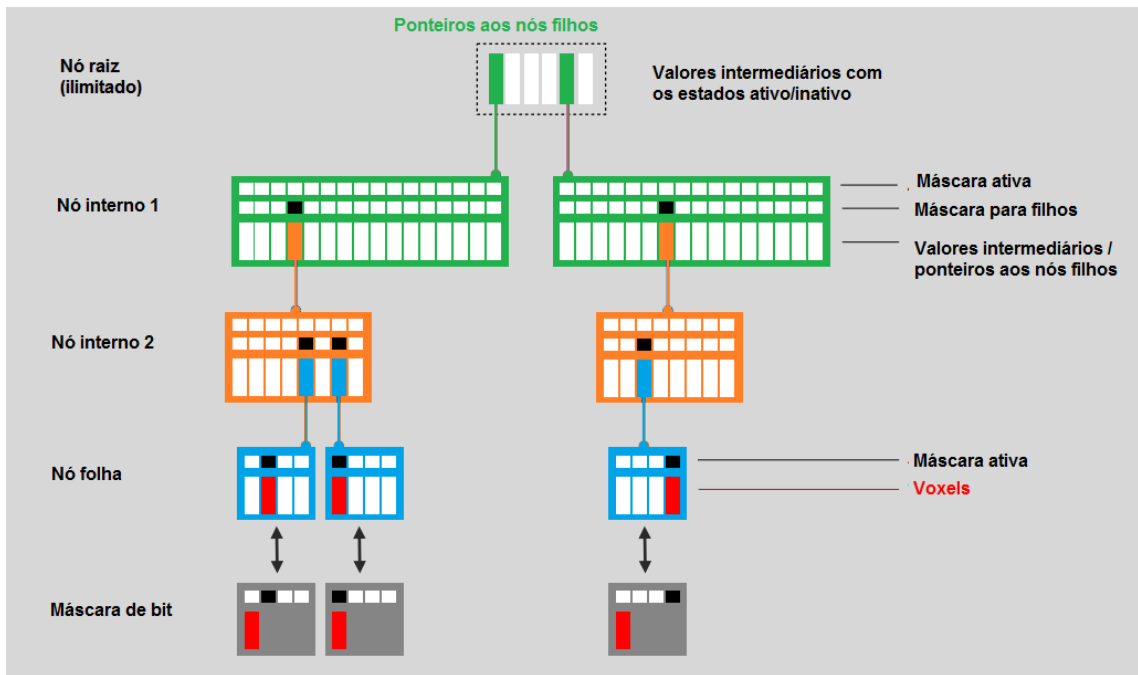 Ponteiros aos nós filhos
Nó raiz
(ilimitado)
Valores intermediários com
os estados ativo/inativo
Nó interno 1
Máscara ativa
Máscara para filhos
Valores intermediários /
ponteiros aos nós filhos
Nó interno 2
Nó folha
Máscara ativa
Voxels
Máscara de bit